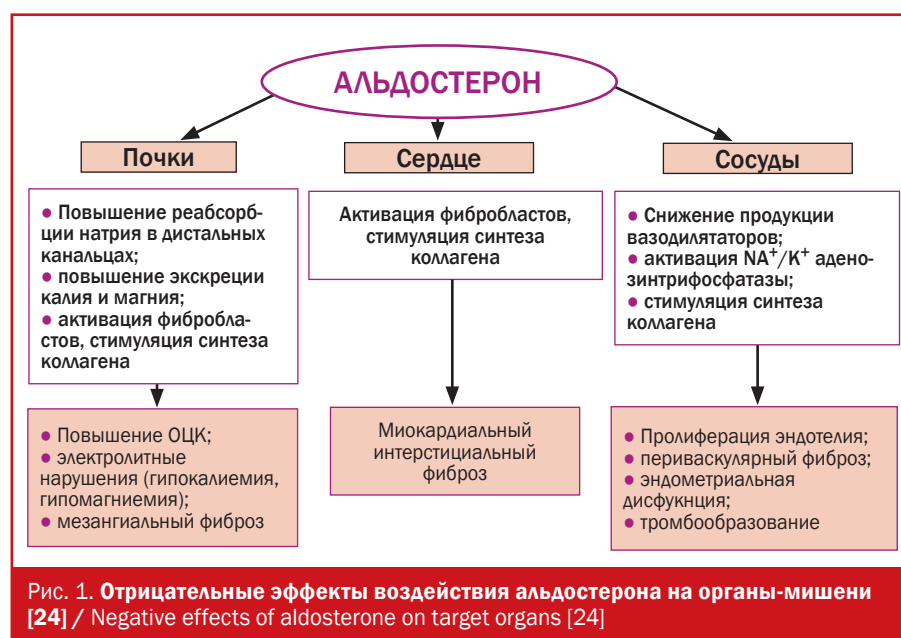 АЛЬДОСТЕРОН
Почки
Сердце
Сосуды
● Повышение реабсорб-
ции натрия в дистальных
канальцах;
● повышение экскреции
калия и магния;
● активация фибробла-
стов, стимуляция синтеза
коллагена
Активация фибробластов,
стимуляция синтеза
коллагена
● Снижение продукции
вазодилятаторов;
● активация NA⁺/K⁺ адено-
зинтрифосфатазы;
● стимуляция синтеза
коллагена
● Повышение ОЦК;
● электролитные
нарушения (гипокалиемия,
гипомагниемия);
● мезангиальный фиброз
Миокардиальный
интерстициальный
фиброз
● Пролиферация эндотелия;
● периваскулярный фиброз;
● эндометриальная
дисфукнция;
● тромбообразование
Рис. 1. Отрицательные эффекты воздействия альдостерона на органы-мишени
[24] / Negative effects of aldosterone on target organs [24]